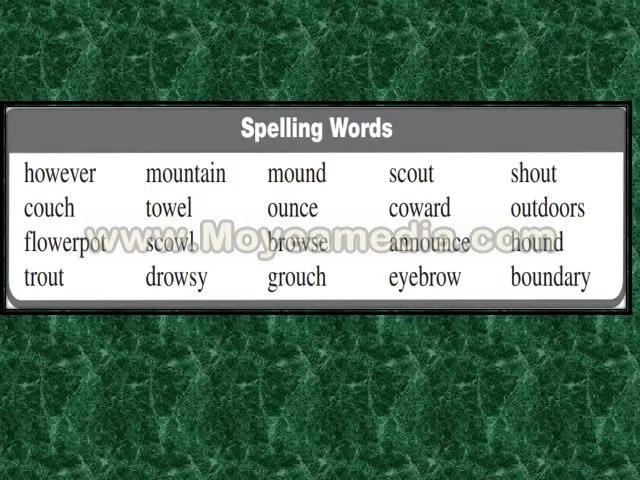 Spelling Words
however mountain mound scout shout
couch towel ounce coward outdoors
flowerpot scowl browse announce hound
www.Moyeamedia.com
trout drowsy grouch eyebrow boundary